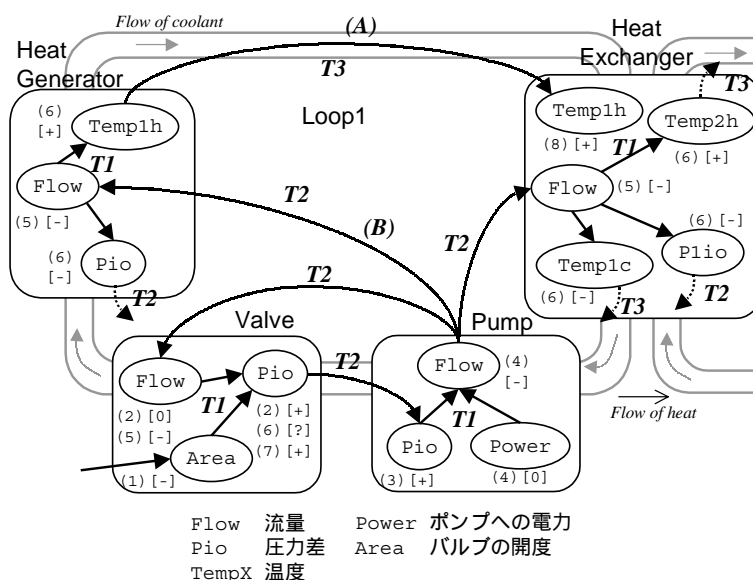 Flow of coolant
(A)
Heat
Exchanger
Heat
Generator
T3
T3
(6)
[+]
Temp1h
Loop1
Temp1h
(8)[+]
Temp2h
(6)[+]
T1
T1
Flow
(5)[-]
T2
Flow
(5)[-]
(B)
(6)
[-]
Pio
T2
T2
T2
(6)[-]
P1io
Temp1c
(6)[-]
T3
T2
Valve
Pump
Flow
(2)[0]
(5)[-]
T1
Pio
(2)[+]
(6)[?]
(7)[+]
T2
Flow
(4)
[-]
T1
Flow of heat
Area
(1)[-]
Pio
(3)[+]
Power
(4)[0]
Flow 流量 Power ポンプへの電力
Pio 圧力差 Area バルブの開度
TempX 温度